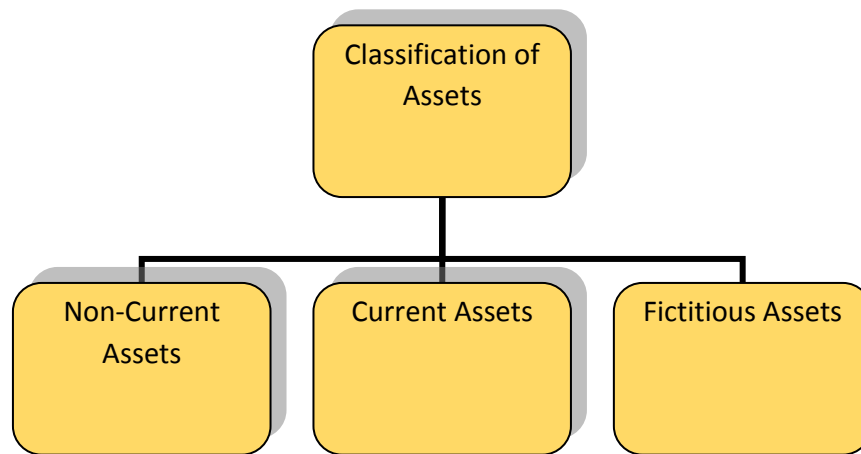 Classification of
Assets
Non-Current
Assets
Current Assets
Fictitious Assets